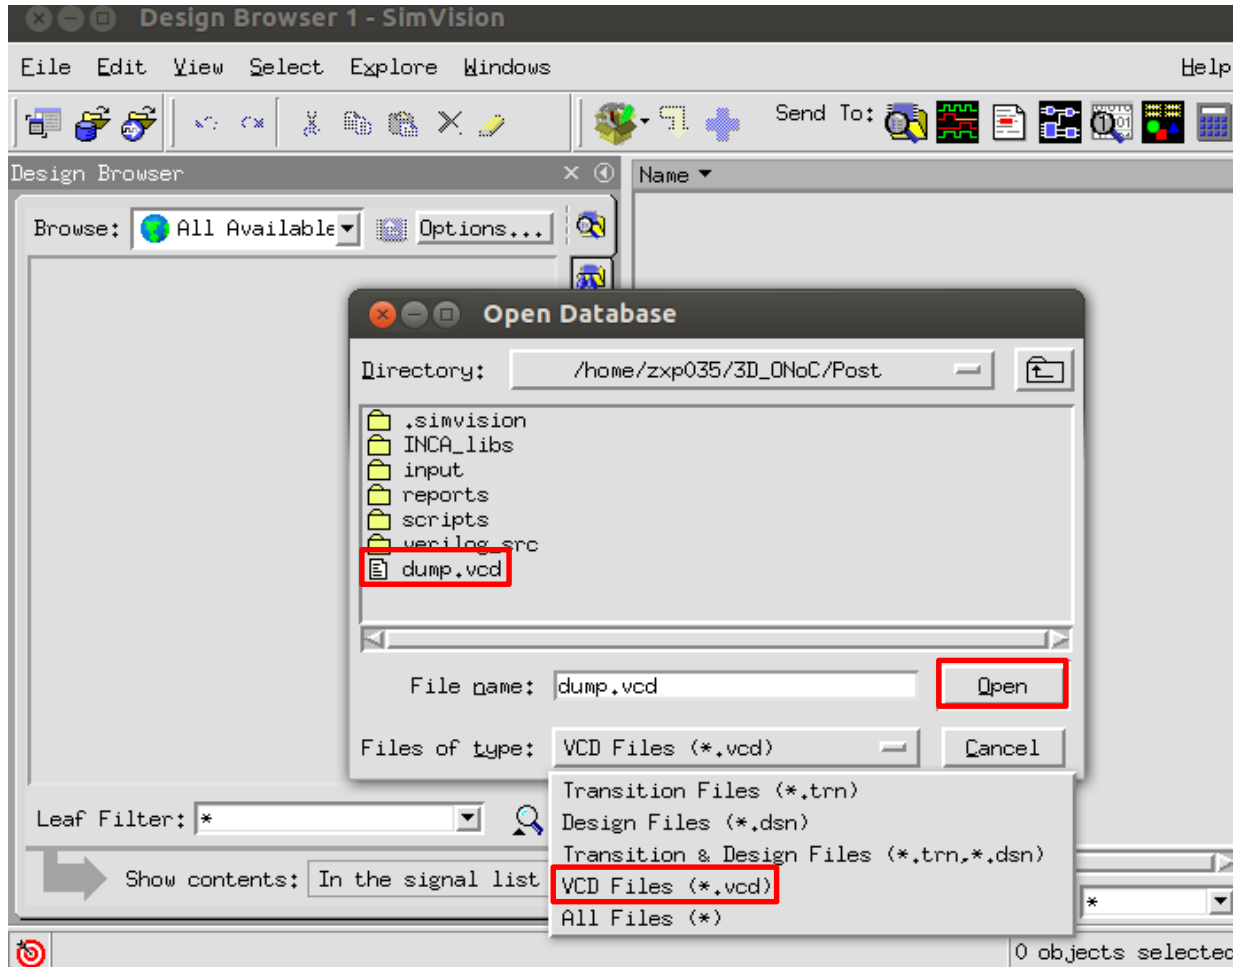 Design Browser 1 - SimVision
File Edit View Select Explore Windows Help
Send To:
Design Browser
Name
Browse: All Available Options...
Open Database
Directory: /home/zxp035/3D_ONoC/Post
.simvision
INCA_libs
input
reports
scripts
verilog_src
dump.vcd
File name: dump.vcd Open
Files of type: VCD Files (*.vcd) Cancel
Transition Files (*.trn)
Leaf Filter: * Design Files (*.dsn)
Transition & Design Files (*.trn,*.dsn)
Show contents: In the signal list VCD Files (*.vcd)
All Files (*) *
0 objects selected